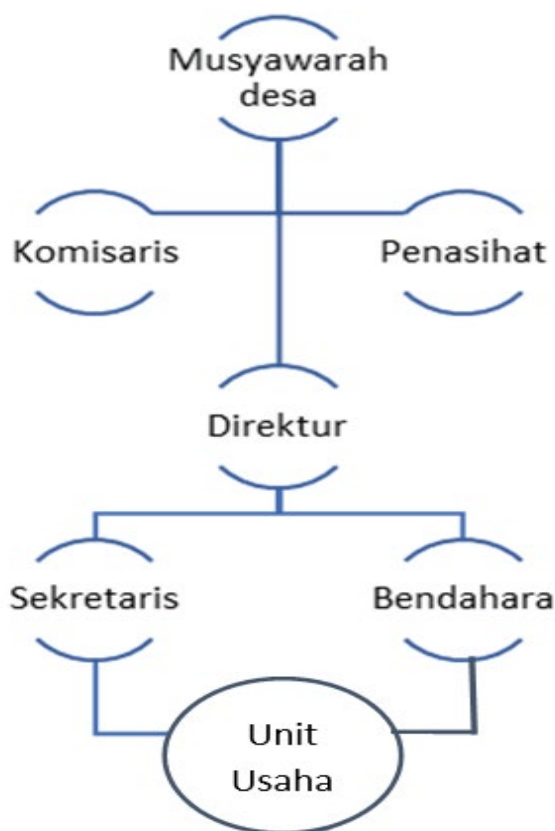 Musyawarah
desa
Komisaris
Penasihat
Direktur
Sekretaris
Bendahara
Unit
Usaha